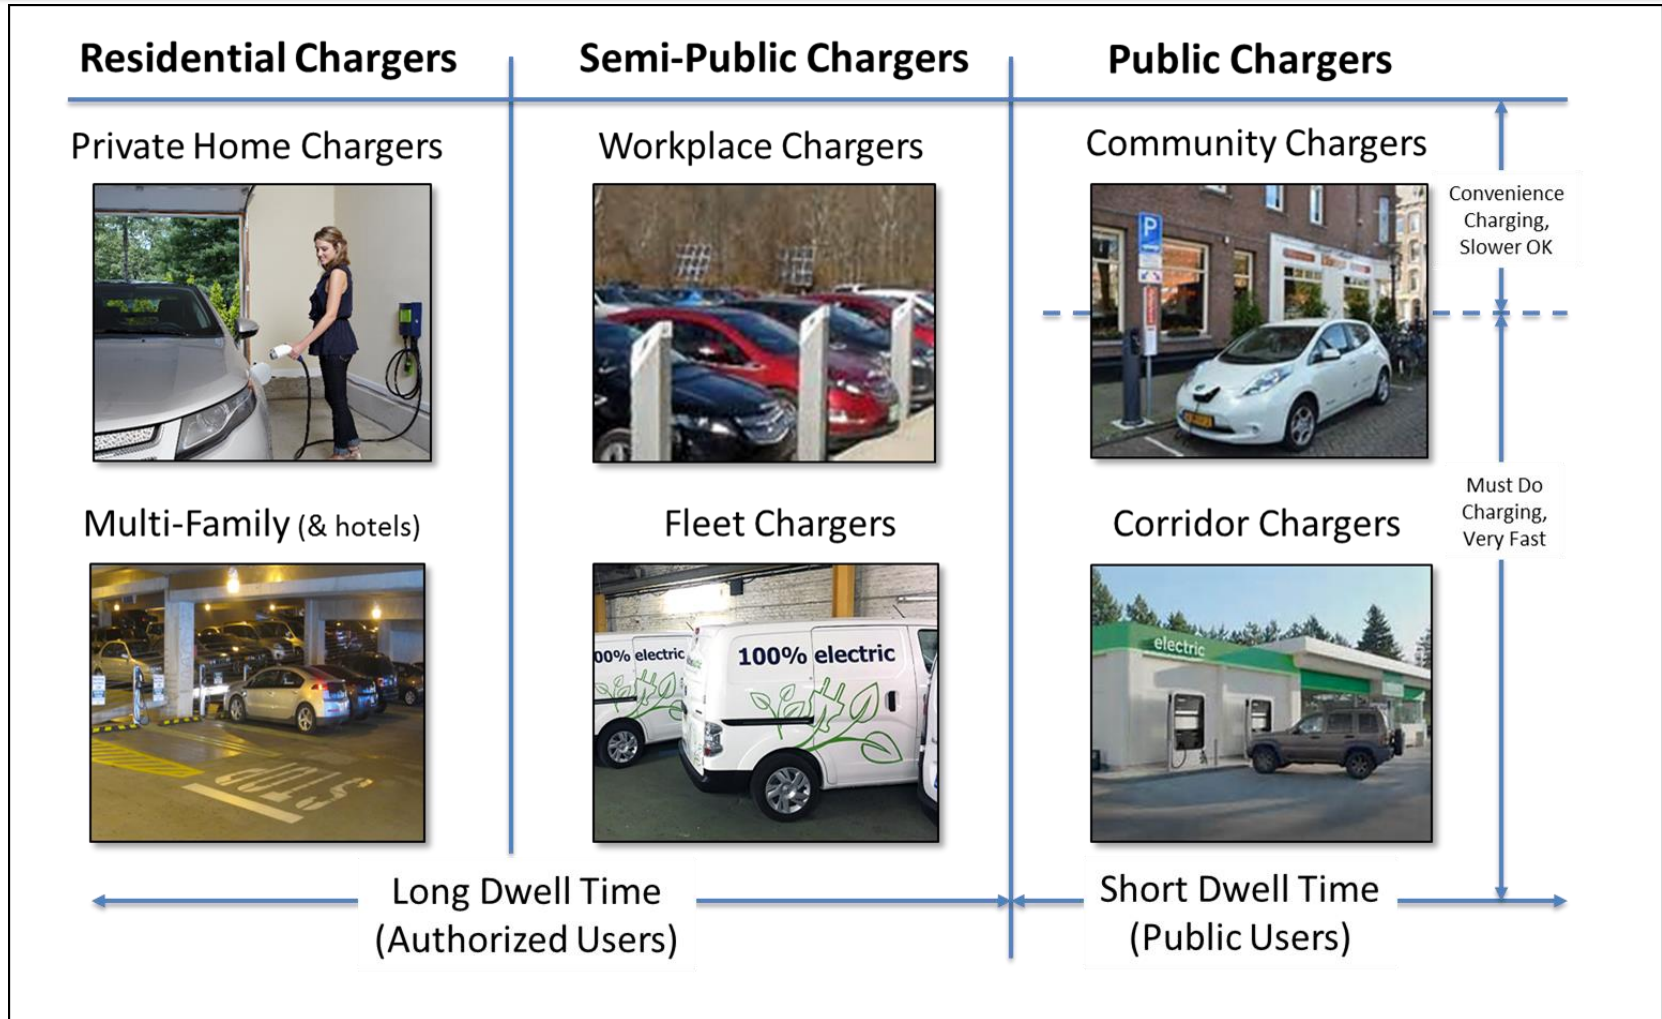 Residential Chargers
Semi-Public Chargers
Public Chargers
Private Home Chargers
Workplace Chargers
Community Chargers
Convenience
Charging,
Slower OK
P
Multi-Family (& hotels)
Fleet Chargers
Corridor Chargers
Must Do
Charging,
Very Fast
STOP
00% electric
100% electric
electric
Long Dwell Time
(Authorized Users)
Short Dwell Time
(Public Users)